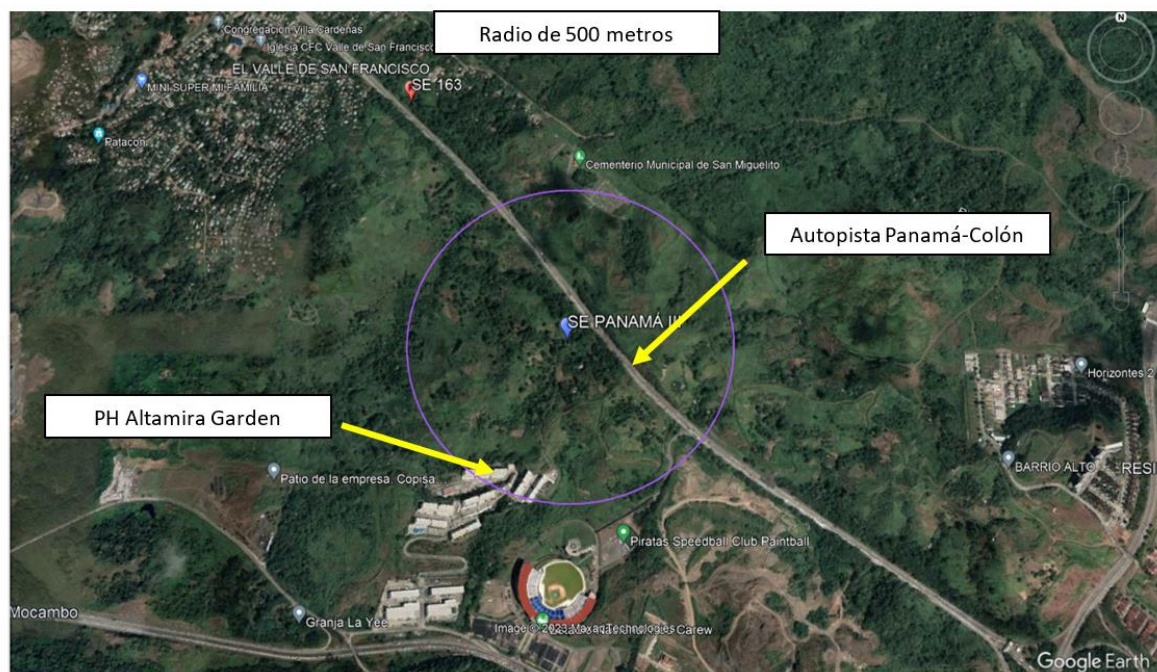 Radio de 500 metros
N
Congregación Villa Cárdenas
Iglesia CFC Valle de San Francisco
EL VALLE DE SAN FRANCISCO
SE 163
MINI SUPER MI FAMILIA
Patacon
Cementerio Municipal de San Miguelito
Autopista Panamá-Colón
SE PANAMÁ III
Horizontes 2
PH Altamira Garden
BARRIO ALTO
RESI
Patio de la empresa Copisa
Piratas Speedball Club Paintball
Mocambo
Granja La Yee
Image © 2023 Maxar Technologies
Carew
Google Earth